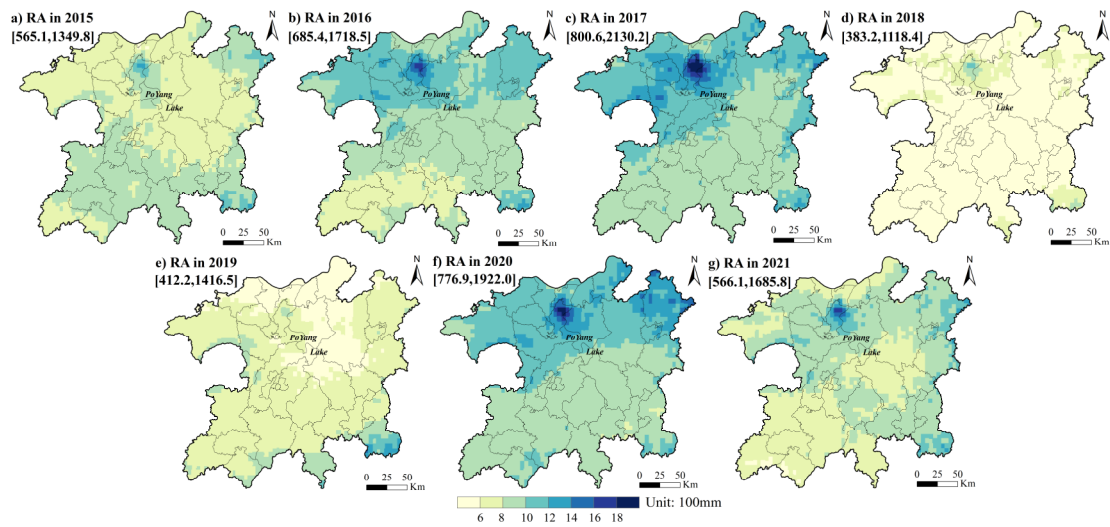 a) RA in 2015
[565.1,1349.8]
N
PoYang
Lake
0 25 50
Km
b) RA in 2016
[685.4,1718.5]
N
PoYang
Lake
0 25 50
Km
c) RA in 2017
[800.6,2130.2]
N
PoYang
Lake
0 25 50
Km
d) RA in 2018
[383.2,1118.4]
N
PoYang
Lake
0 25 50
Km
e) RA in 2019
[412.2,1416.5]
N
PoYang
Lake
0 25 50
Km
f) RA in 2020
[776.9,1922.0]
N
PoYang
Lake
0 25 50
Km
g) RA in 2021
[566.1,1685.8]
N
PoYang
Lake
0 25 50
Km
6 8 10 12 14 16 18 Unit: 100mm